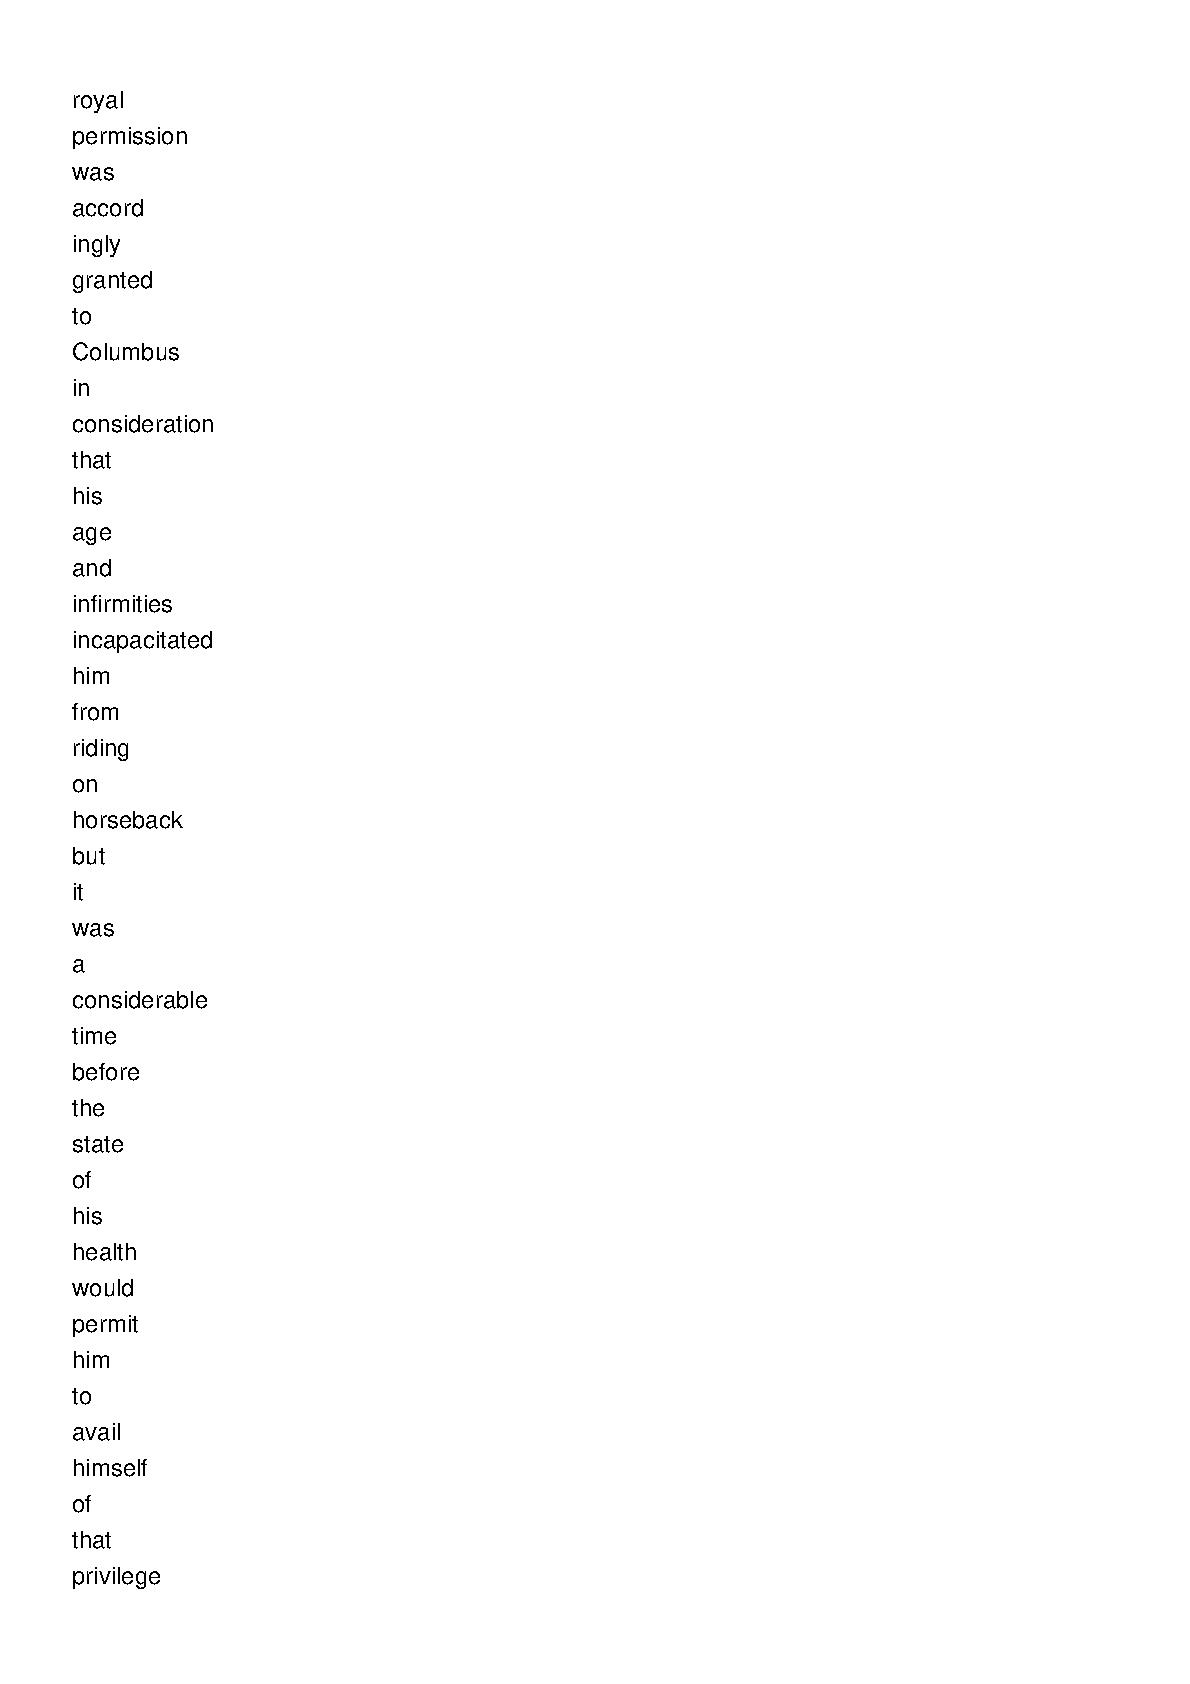 royal
permission
was
accord
ingly
granted
to
Columbus
in
consideration
that
his
age
and
infirmities
incapacitated
him
from
riding
on
horseback
but
it
was
a
considerable
time
before
the
state
of
his
health
would
permit
him
to
avail
himself
of
that
privilege